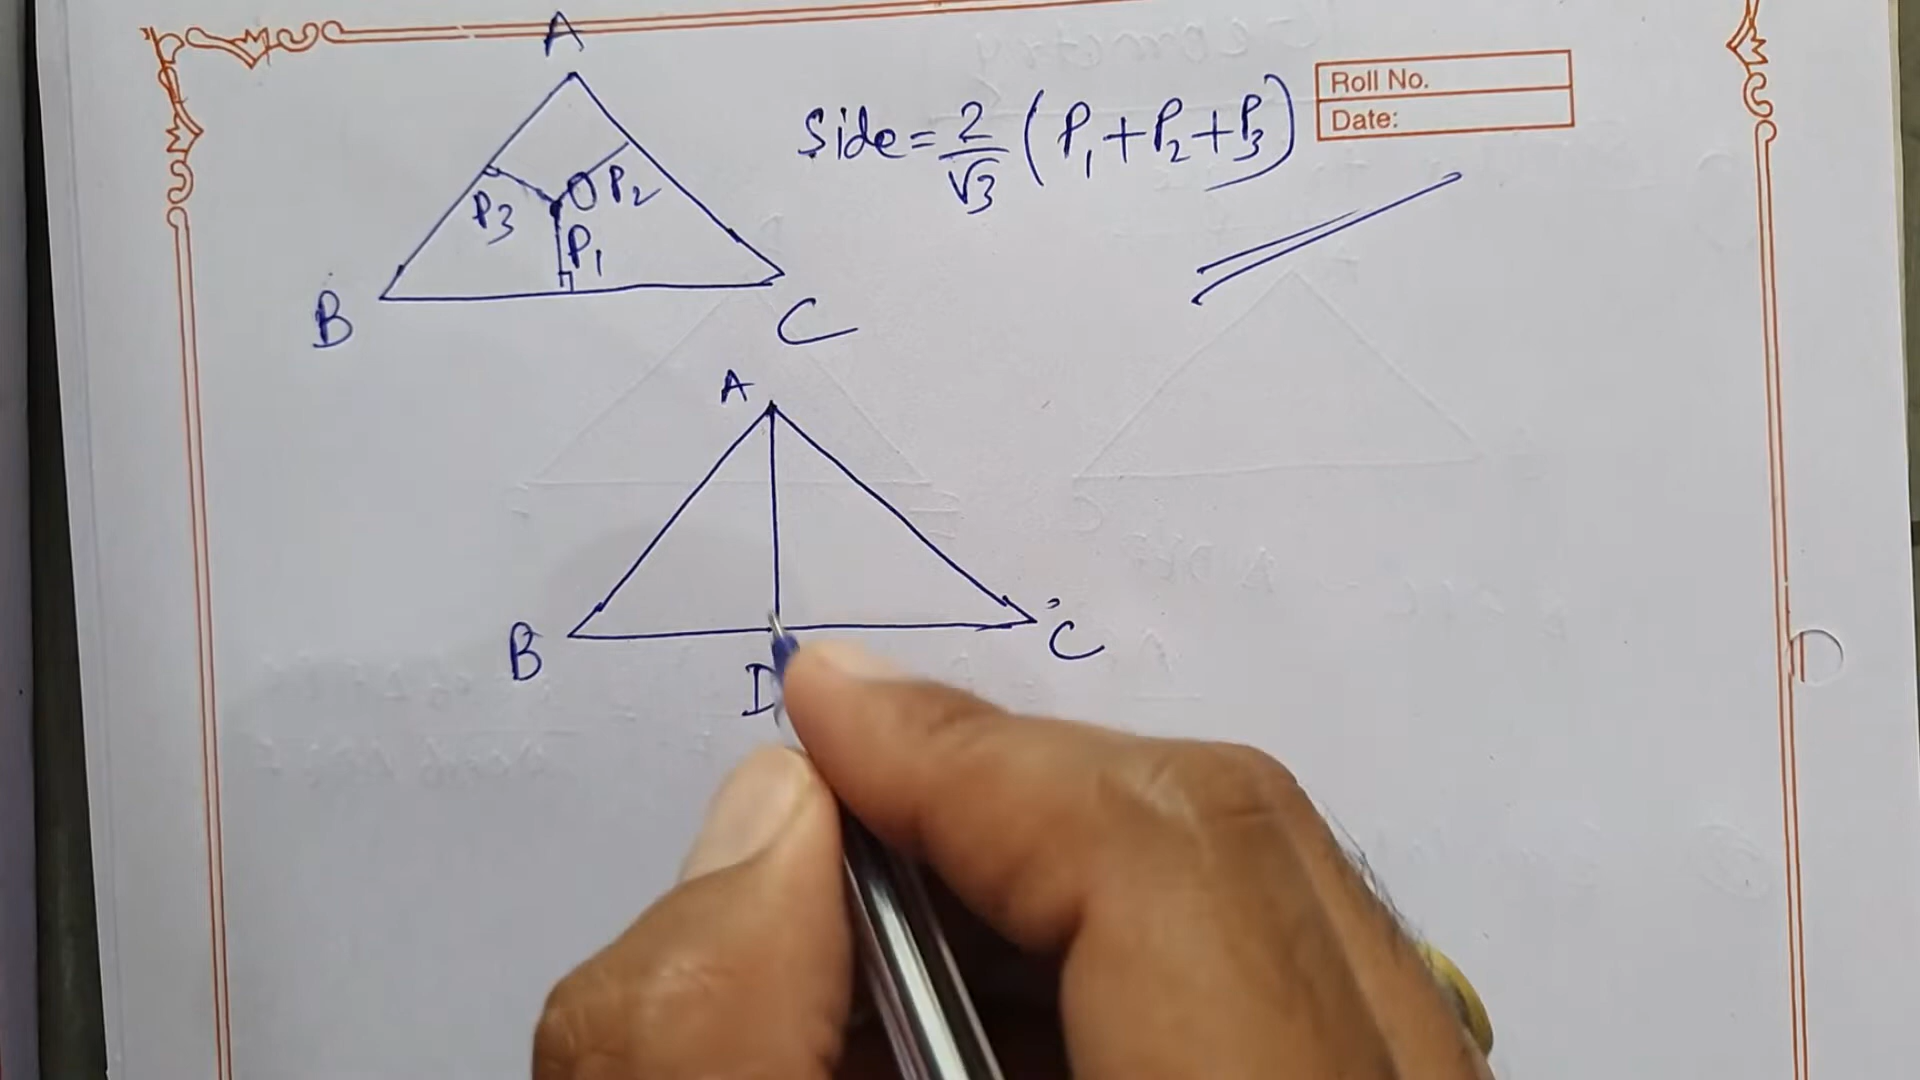 A
Side = 2/√3 (P₁+P₂+P₃)
Roll No.
Date:
P₃ O P₂
P₁
B C
A
B C
D